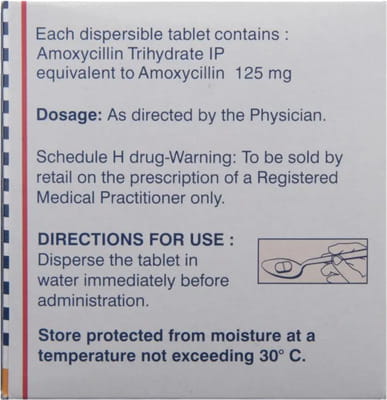 Each dispersible tablet contains :
Amoxycillin Trihydrate IP
equivalent to Amoxycillin 125 mg
Dosage: As directed by the Physician.
Schedule H drug-Warning: To be sold by
retail on the prescription of a Registered
Medical Practitioner only.
DIRECTIONS FOR USE :
Disperse the tablet in
water immediately before
administration.
Store protected from moisture at a
temperature not exceeding 30° C.